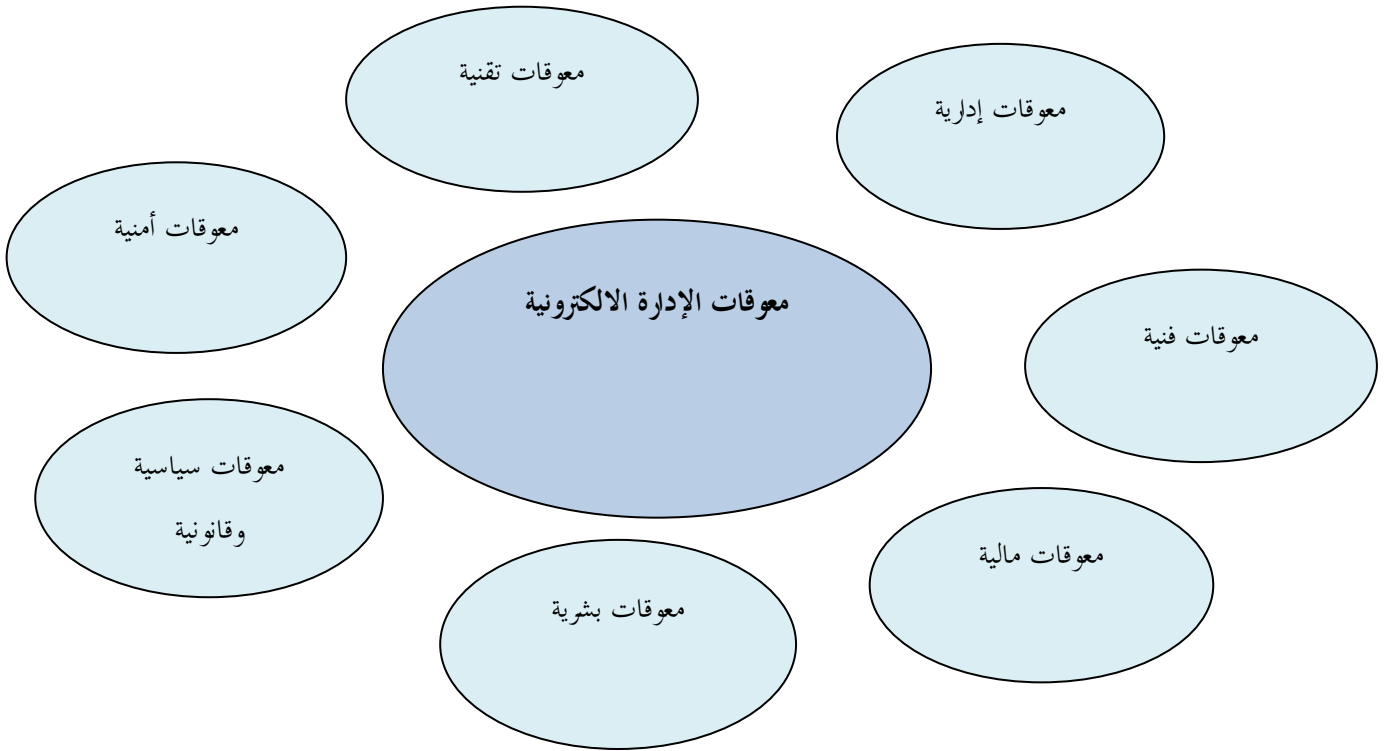 معوقات تقنية
معوقات إدارية
معوقات أمنية
معوقات الإدارة الالكترونية
معوقات فنية
معوقات سياسية
وقانونية
معوقات مالية
معوقات بشرية